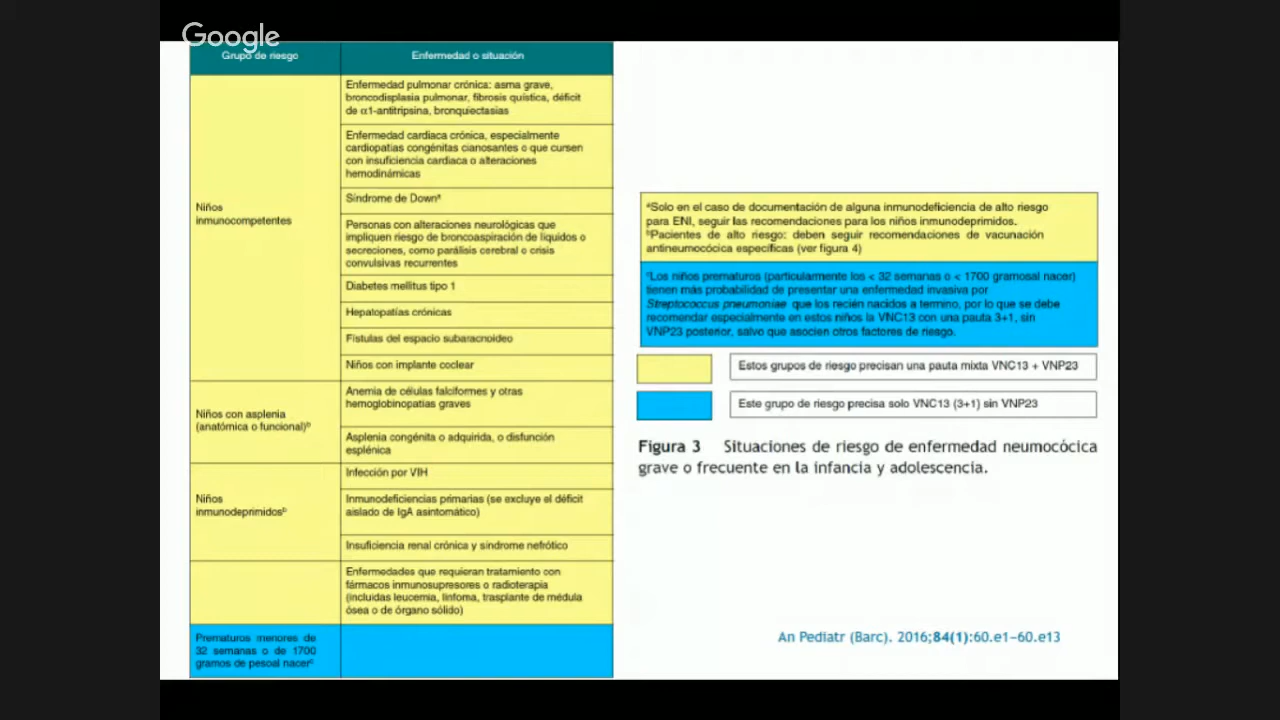 Google
Grupo de riesgo
Enfermedad o situación
Niños
inmunocompetentes
Enfermedad pulmonar crónica: asma grave,
broncodisplasia pulmonar, fibrosis quística, déficit
de α1-antitripsina, bronquiectasias
Enfermedad cardiaca crónica, especialmente
cardiopatías congénitas cianosantes o que cursen
con insuficiencia cardiaca o alteraciones
hemodinámicas
Síndrome de Downª
Personas con alteraciones neurológicas que
impliquen riesgo de broncoaspiración de líquidos o
secreciones, como parálisis cerebral o crisis
convulsivas recurrentes
Diabetes mellitus tipo 1
Hepatopatías crónicas
Fístulas del espacio subaracnoideo
Niños con implante coclear
Niños con asplenia
(anatómica o funcional)ᵇ
Anemia de células falciformes y otras
hemoglobinopatías graves
Asplenia congénita o adquirida, o disfunción
esplénica
Niños
inmunodeprimidosᵇ
Infección por VIH
Inmunodeficiencias primarias (se excluye el déficit
aislado de IgA asintomático)
Insuficiencia renal crónica y síndrome nefrótico
Enfermedades que requieran tratamiento con
fármacos inmunosupresores o radioterapia
(incluidas leucemia, linfoma, trasplante de médula
ósea o de órgano sólido)
Prematuros menores de
32 semanas o de 1700
gramos de pesoal nacerᶜ
ªSolo en el caso de documentación de alguna inmunodeficiencia de alto riesgo
para ENI, seguir las recomendaciones para los niños inmunodeprimidos.
ᵇPacientes de alto riesgo: deben seguir recomendaciones de vacunación
antineumocócica específicas (ver figura 4)
ᶜLos niños prematuros (particularmente los < 32 semanas o < 1700 gramosal nacer)
tienen más probabilidad de presentar una enfermedad invasiva por
Streptococcus pneumoniae que los recién nacidos a termino, por lo que se debe
recomendar especialmente en estos niños la VNC13 con una pauta 3+1, sin
VNP23 posterior, salvo que asocien otros factores de riesgo.
Estos grupos de riesgo precisan una pauta mixta VNC13 + VNP23
Este grupo de riesgo precisa solo VNC13 (3+1) sin VNP23
Figura 3 Situaciones de riesgo de enfermedad neumocócica
grave o frecuente en la infancia y adolescencia.
An Pediatr (Barc). 2016;84(1):60.e1–60.e13